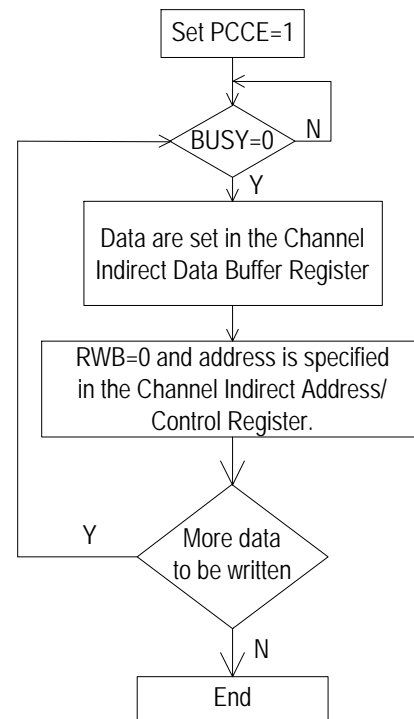 Set PCCE=1
BUSY=0
N
Y
Data are set in the Channel
Indirect Data Buffer Register
RWB=0 and address is specified
in the Channel Indirect Address/
Control Register.
Y
More data
to be written
N
End